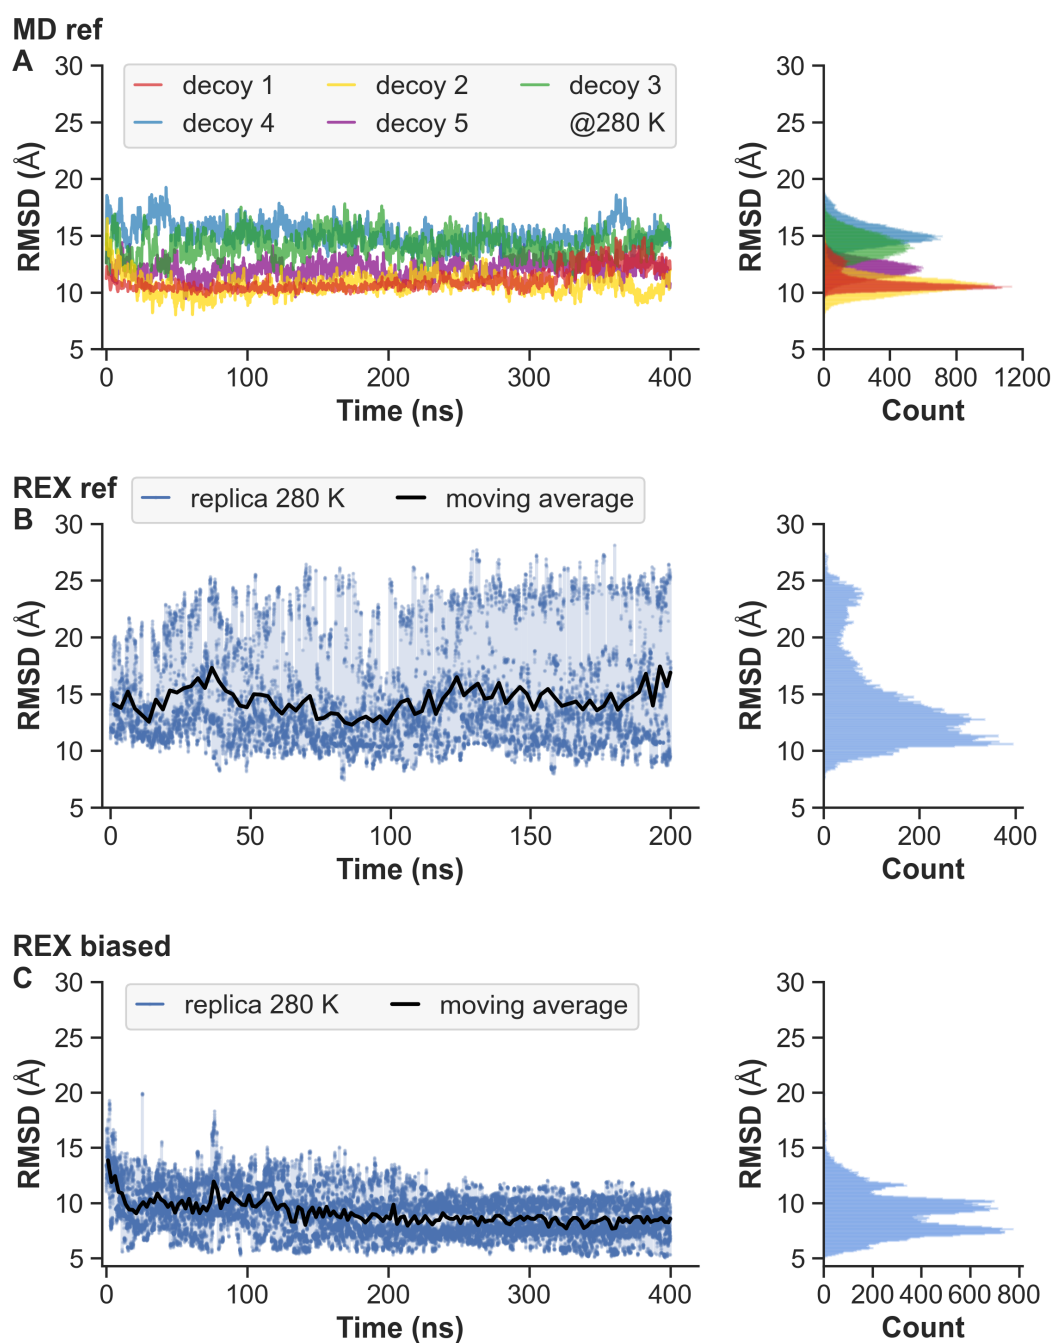 MD ref
A
decoy 1 decoy 2 decoy 3
decoy 4 decoy 5 @280 K
30
25
20
15
10
5
RMSD (Å)
0 100 200 300 400
Time (ns)
30
25
20
15
10
5
RMSD (Å)
0 400 800 1200
Count
REX ref
B
replica 280 K moving average
30
25
20
15
10
5
RMSD (Å)
0 50 100 150 200
Time (ns)
30
25
20
15
10
5
RMSD (Å)
0 200 400
Count
REX biased
C
replica 280 K moving average
30
25
20
15
10
5
RMSD (Å)
0 100 200 300 400
Time (ns)
30
25
20
15
10
5
RMSD (Å)
0 200 400 600 800
Count